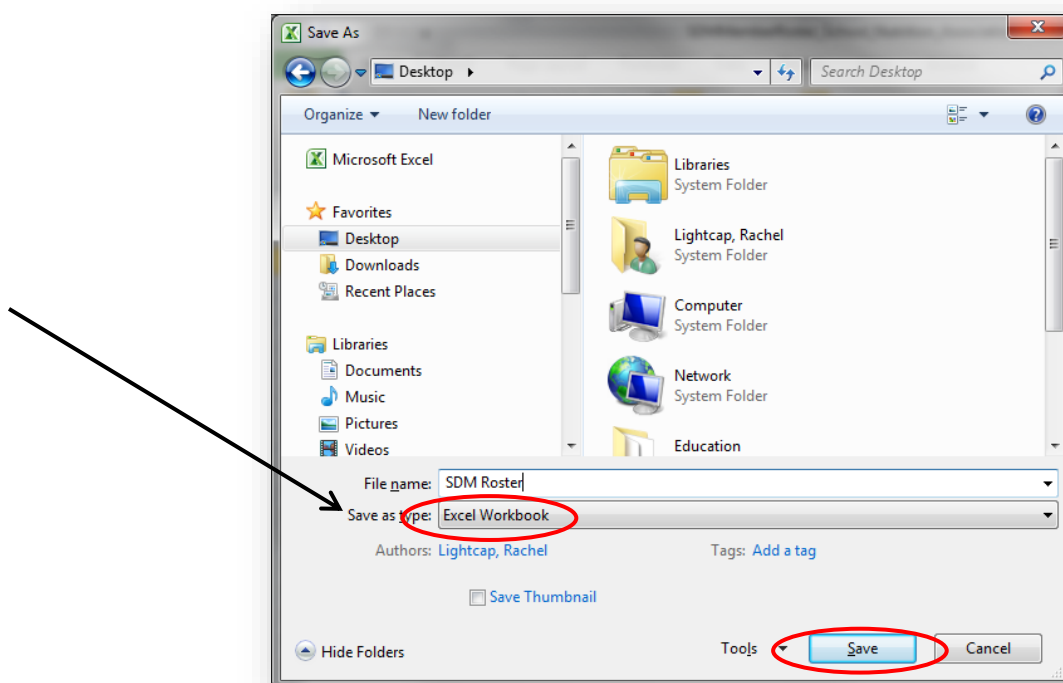 Save As
Desktop
Search Desktop
Organize
New folder
Microsoft Excel
Favorites
Desktop
Downloads
Recent Places
Libraries
Documents
Music
Pictures
Videos
Libraries
System Folder
Lightcap, Rachel
System Folder
Computer
System Folder
Network
System Folder
Education
File name: SDM Roster
Save as type: Excel Workbook
Authors: Lightcap, Rachel
Tags: Add a tag
Save Thumbnail
Hide Folders
Tools
Save
Cancel